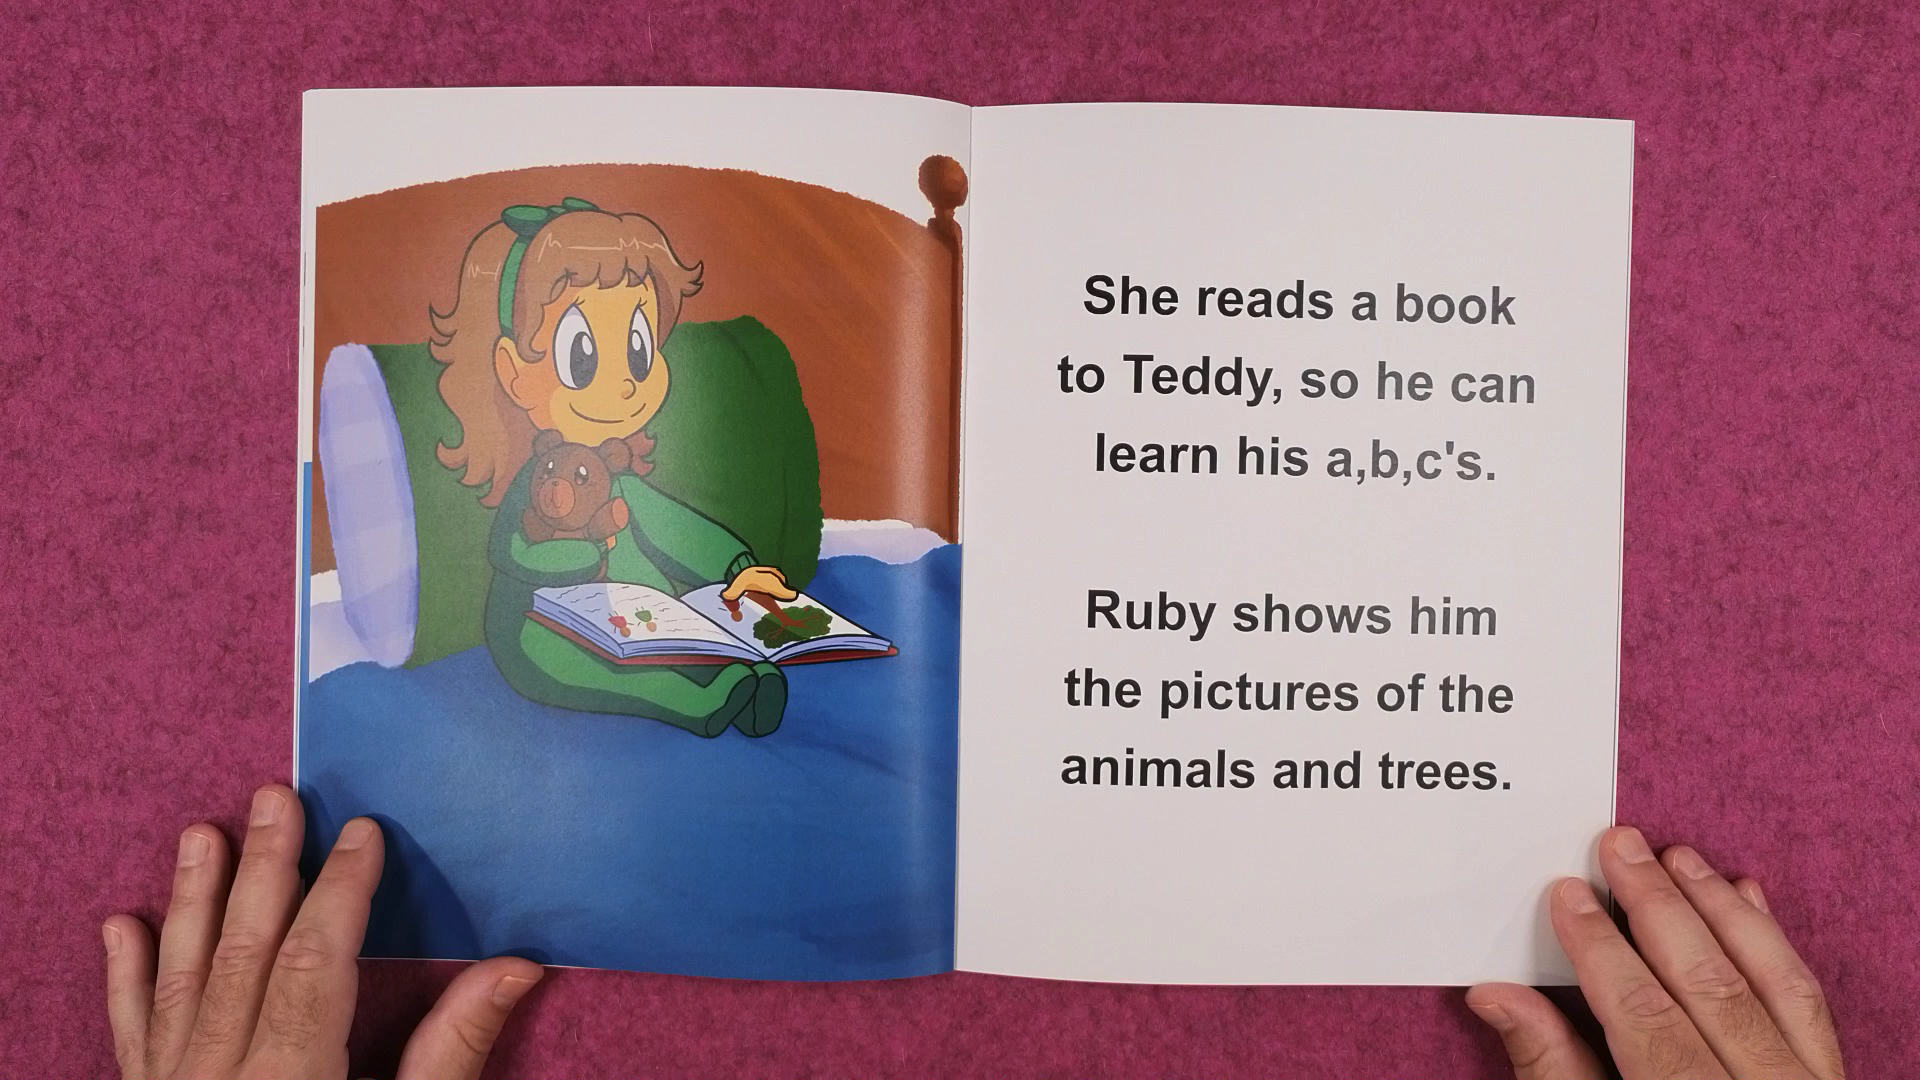 She reads a book
to Teddy, so he can
learn his a,b,c's.
Ruby shows him
the pictures of the
animals and trees.